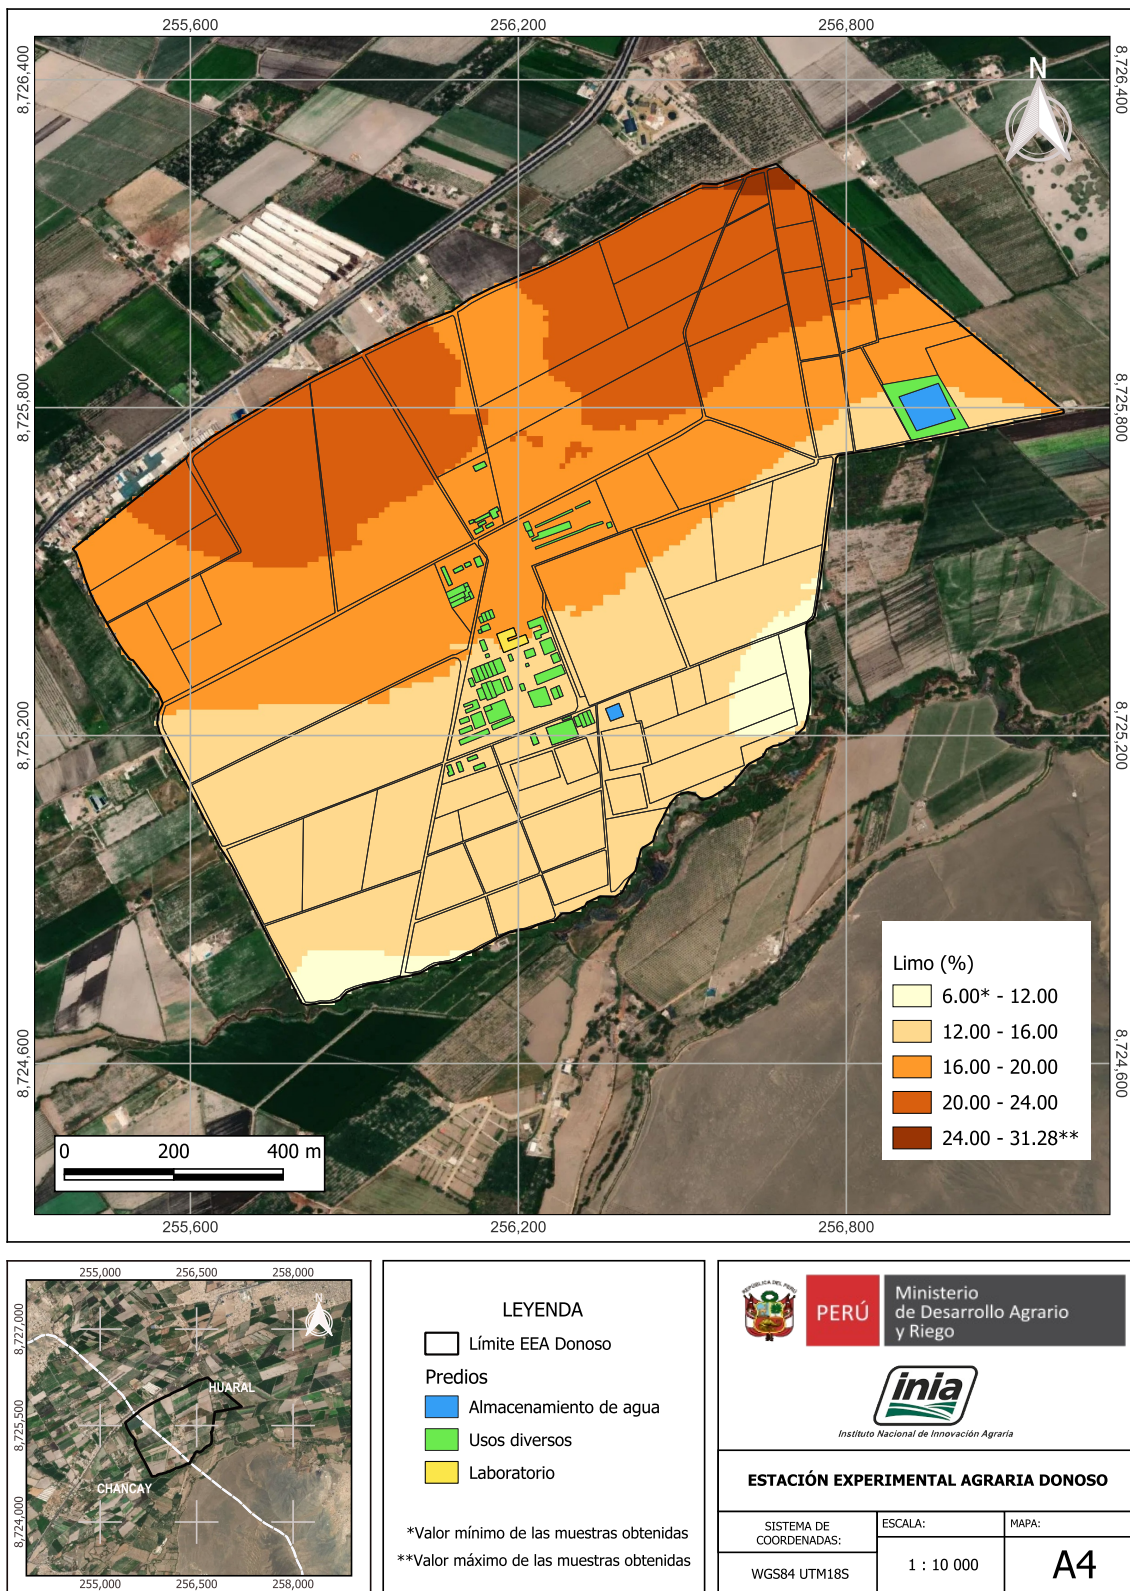 255,600 256,200 256,800
8,726,400 8,726,400
N
8,725,800 8,725,800
8,725,200 8,725,200
8,724,600 8,724,600
Limo (%)
6.00* - 12.00
12.00 - 16.00
16.00 - 20.00
20.00 - 24.00
24.00 - 31.28**
0 200 400 m
255,600 256,200 256,800
255,000 256,500 258,000
N
8,727,000
8,725,500
8,724,000
HUARAL
CHANCAY
255,000 256,500 258,000
LEYENDA
Límite EEA Donoso
Predios
Almacenamiento de agua
Usos diversos
Laboratorio
*Valor mínimo de las muestras obtenidas
**Valor máximo de las muestras obtenidas
REPÚBLICA DEL PERÚ
PERÚ
Ministerio
de Desarrollo Agrario
y Riego
inia
Instituto Nacional de Innovación Agraria
ESTACIÓN EXPERIMENTAL AGRARIA DONOSO
SISTEMA DE
COORDENADAS:
WGS84 UTM18S
ESCALA:
1 : 10 000
MAPA:
A4